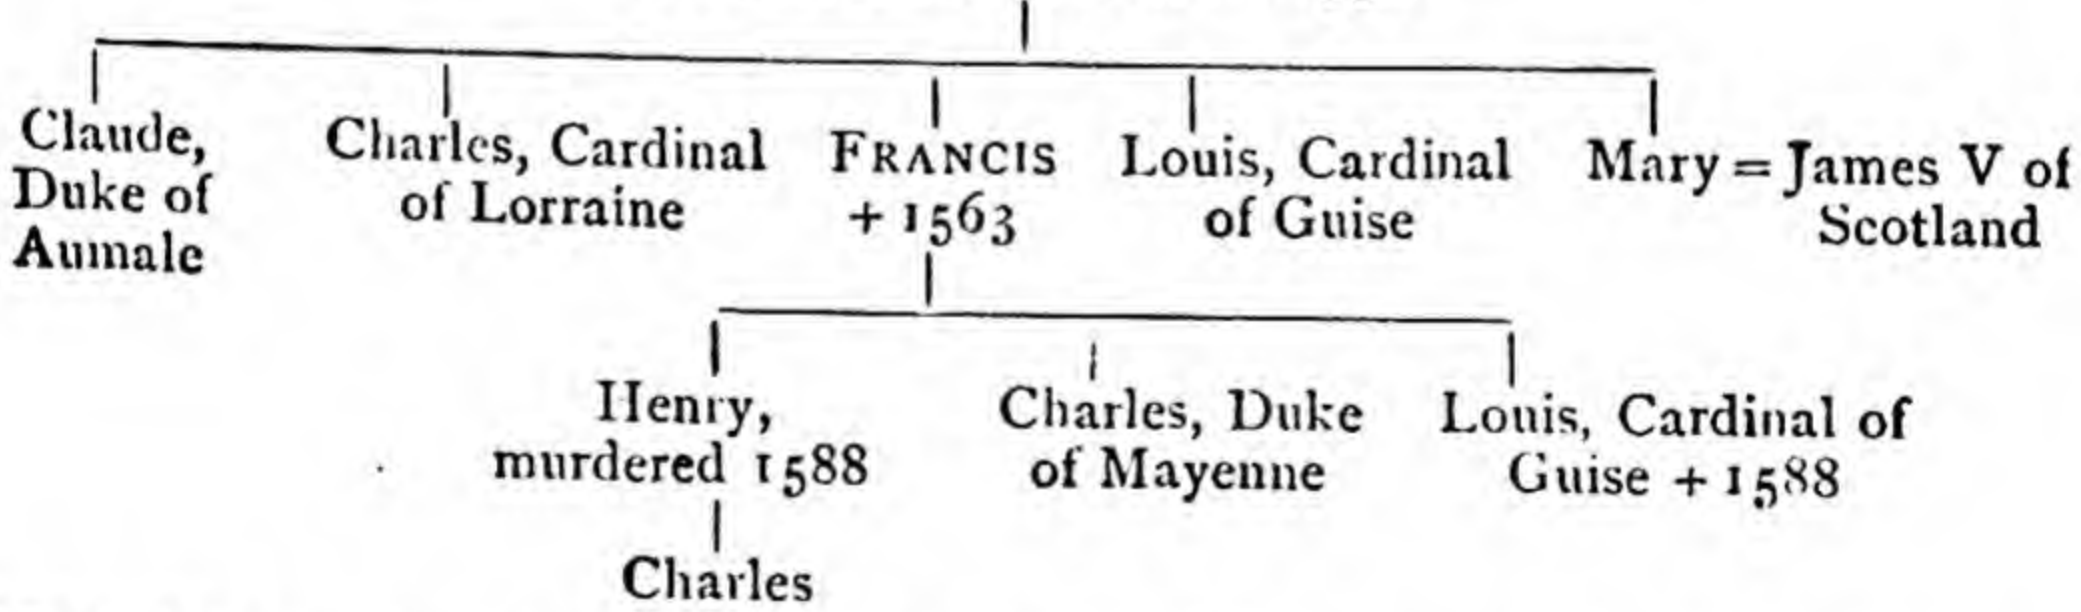 Claude,
Duke of
Aumale
Charles, Cardinal
of Lorraine
FRANCIS
+ 1563
Louis, Cardinal
of Guise
Mary = James V of
Scotland
Henry,
murdered 1588
Charles, Duke
of Mayenne
Louis, Cardinal of
Guise + 1588
Charles